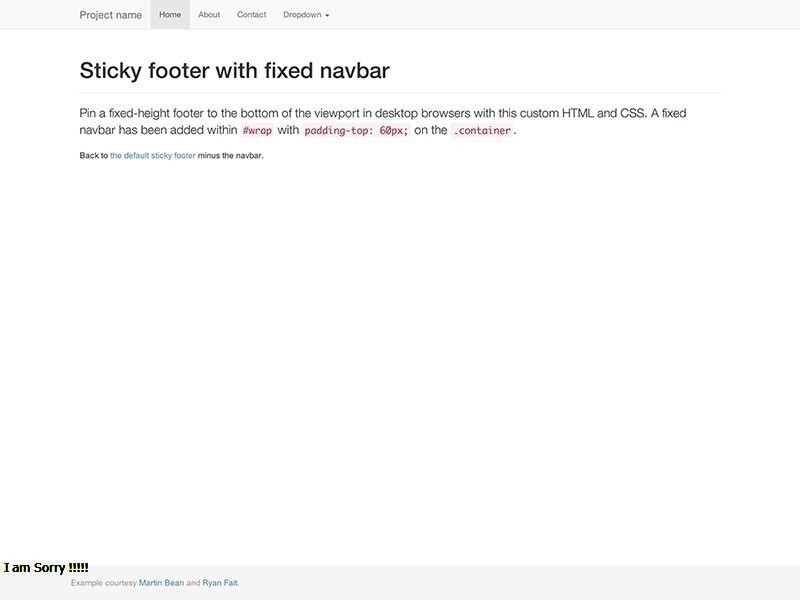 Project name Home About Contact Dropdown
Sticky footer with fixed navbar
Pin a fixed-height footer to the bottom of the viewport in desktop browsers with this custom HTML and CSS. A fixed
navbar has been added within #wrap with padding-top: 60px; on the .container.
Back to the default sticky footer minus the navbar.
I am Sorry !!!!!
Example courtesy Martin Bean and Ryan Fait.